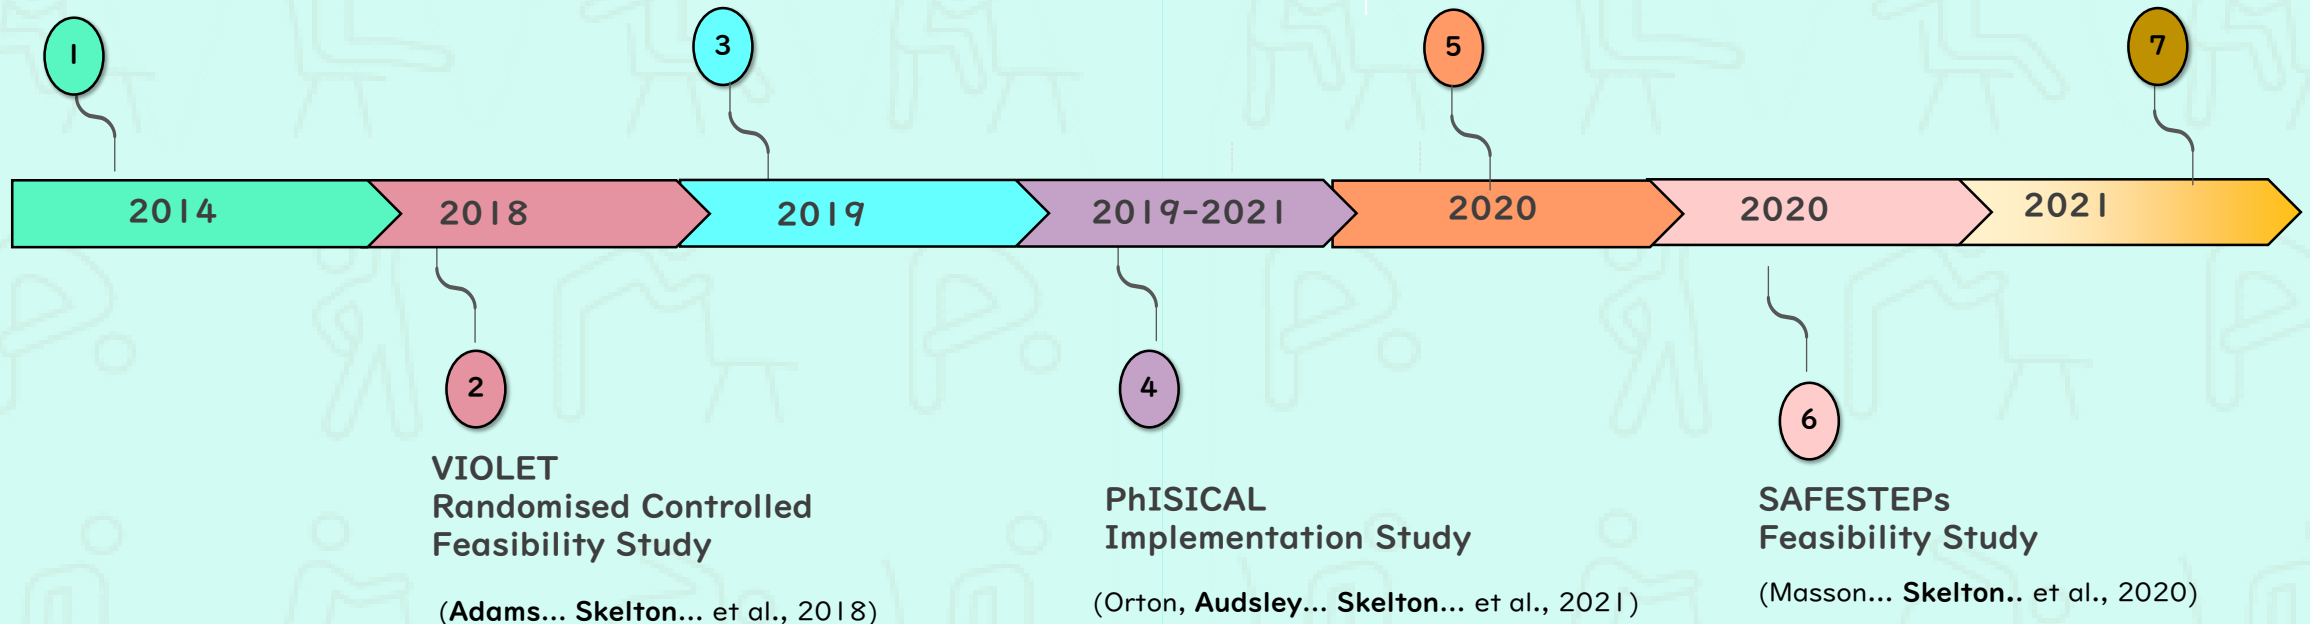 1
3
5
7
2014
2018
2019
2019-2021
2020
2020
2021
2
4
6
VIOLET
Randomised Controlled
Feasibility Study
(Adams... Skelton... et al., 2018)
PhISICAL
Implementation Study
(Orton, Audsley... Skelton... et al., 2021)
SAFESTEPs
Feasibility Study
(Masson... Skelton.. et al., 2020)